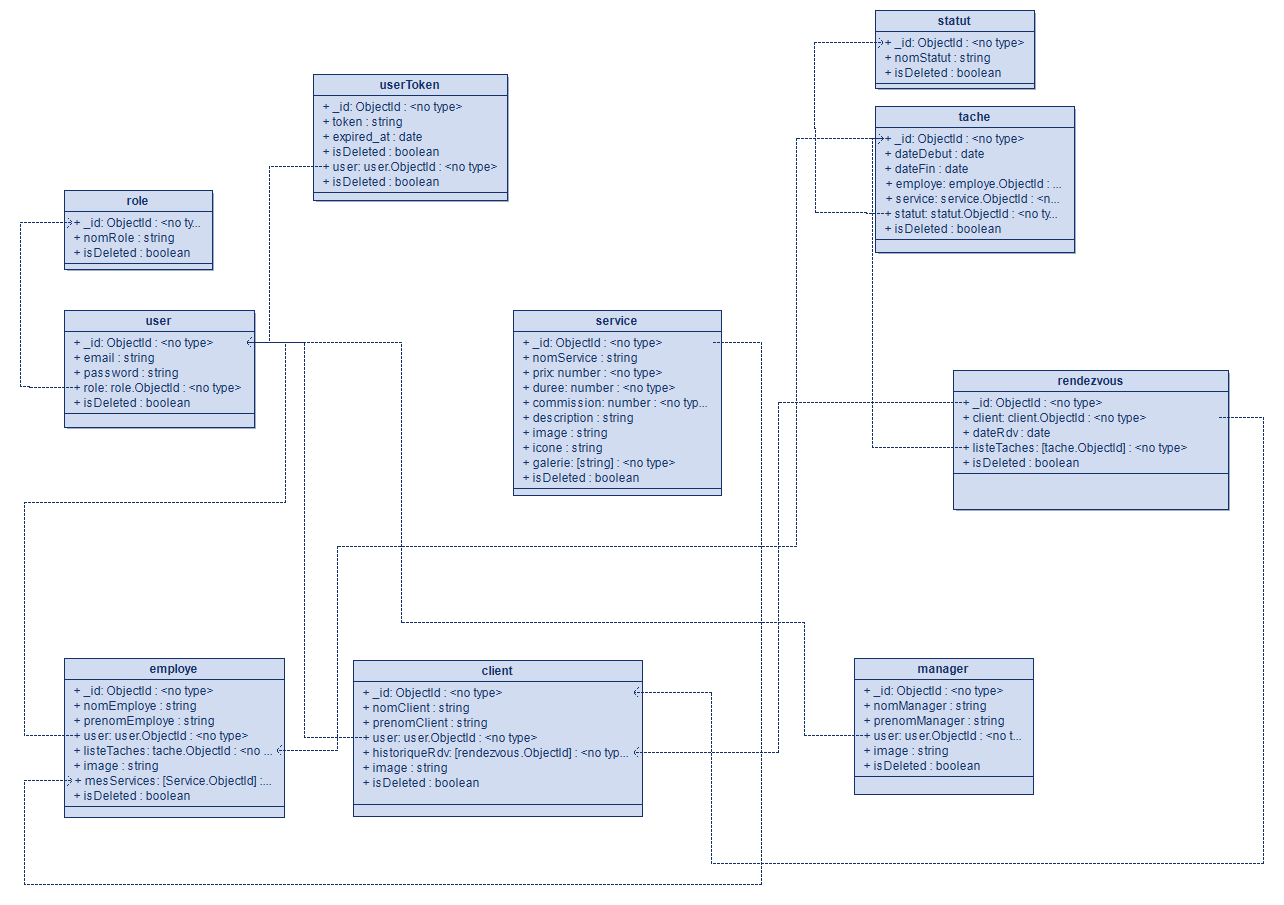 statut
+ _id: ObjectId : <no type>
+ nomStatut : string
+ isDeleted : boolean
userToken
+ _id: ObjectId : <no type>
+ token : string
+ expired_at : date
+ isDeleted : boolean
+ user: user.ObjectId : <no type>
+ isDeleted : boolean
tache
+ _id: ObjectId : <no type>
+ dateDebut : date
+ dateFin : date
+ employe: employe.ObjectId : ...
+ service: service.ObjectId : <n...
+ statut: statut.ObjectId : <no ty...
+ isDeleted : boolean
role
+ _id: ObjectId : <no ty...
+ nomRole : string
+ isDeleted : boolean
user
+ _id: ObjectId : <no type>
+ email : string
+ password : string
+ role: role.ObjectId : <no type>
+ isDeleted : boolean
service
+ _id: ObjectId : <no type>
+ nomService : string
+ prix: number : <no type>
+ duree: number : <no type>
+ commission: number : <no typ...
+ description : string
+ image : string
+ icone : string
+ galerie: [string] : <no type>
+ isDeleted : boolean
rendezvous
+ _id: ObjectId : <no type>
+ client: client.ObjectId : <no type>
+ dateRdv : date
+ listeTaches: [tache.ObjectId] : <no type>
+ isDeleted : boolean
employe
+ _id: ObjectId : <no type>
+ nomEmploye : string
+ prenomEmploye : string
+ user: user.ObjectId : <no type>
+ listeTaches: tache.ObjectId : <no ...
+ image : string
+ mesServices: [Service.ObjectId] :...
+ isDeleted : boolean
client
+ _id: ObjectId : <no type>
+ nomClient : string
+ prenomClient : string
+ user: user.ObjectId : <no type>
+ historiqueRdv: [rendezvous.ObjectId] : <no typ...
+ image : string
+ isDeleted : boolean
manager
+ _id: ObjectId : <no type>
+ nomManager : string
+ prenomManager : string
+ user: user.ObjectId : <no t...
+ image : string
+ isDeleted : boolean